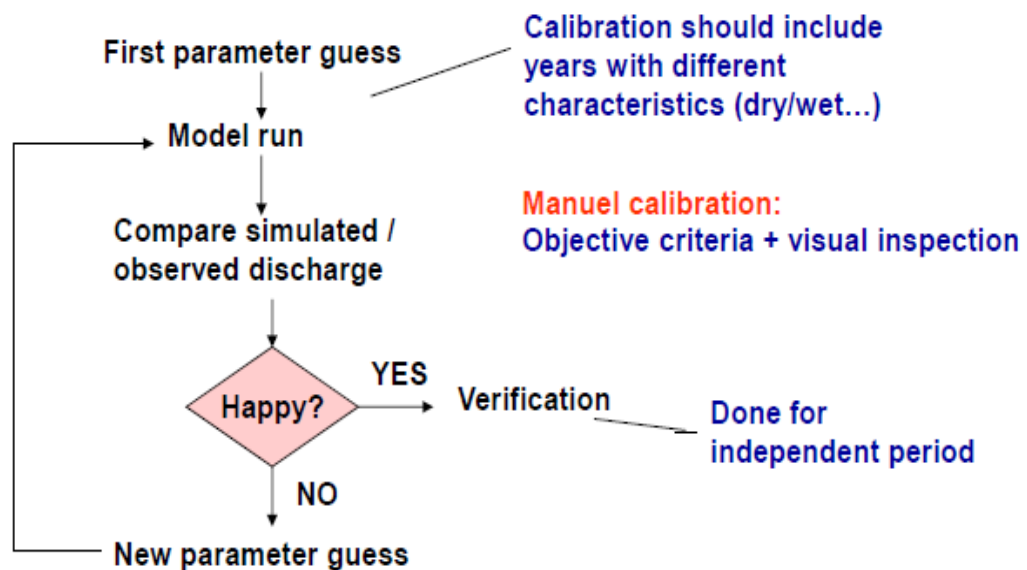 First parameter guess
Calibration should include
years with different
characteristics (dry/wet...)
Model run
Manuel calibration:
Objective criteria + visual inspection
Compare simulated /
observed discharge
Happy?
YES
Verification
Done for
independent period
NO
New parameter guess